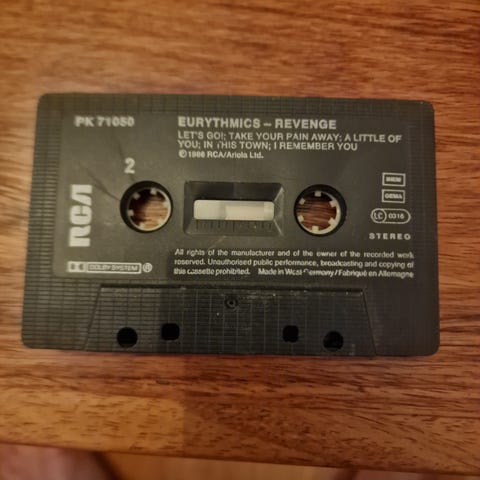 PK 71050
EURYTHMICS – REVENGE
LET'S GO!; TAKE YOUR PAIN AWAY; A LITTLE OF
YOU; IN THIS TOWN; I REMEMBER YOU
℗ 1986 RCA/Ariola Ltd.
2
RCA
BIEM
GEMA
LC 0316
STEREO
DOLBY SYSTEM ®
All rights of the manufacturer and of the owner of the recorded work
reserved. Unauthorised public performance, broadcasting and copying of
this cassette prohibited. Made in West Germany / Fabriqué en Allemagne